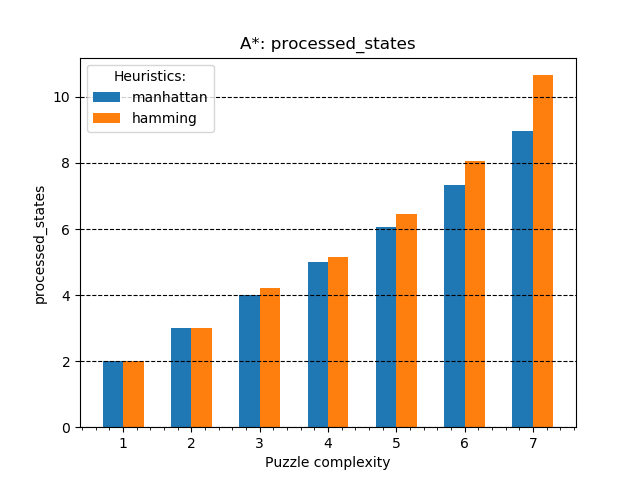 A*: processed_states
Heuristics:
manhattan
hamming
processed_states
10
8
6
4
2
0
1 2 3 4 5 6 7
Puzzle complexity